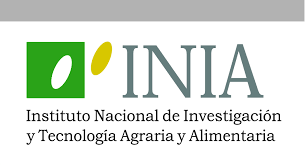 INIA
Instituto Nacional de Investigación
y Tecnología Agraria y Alimentaria